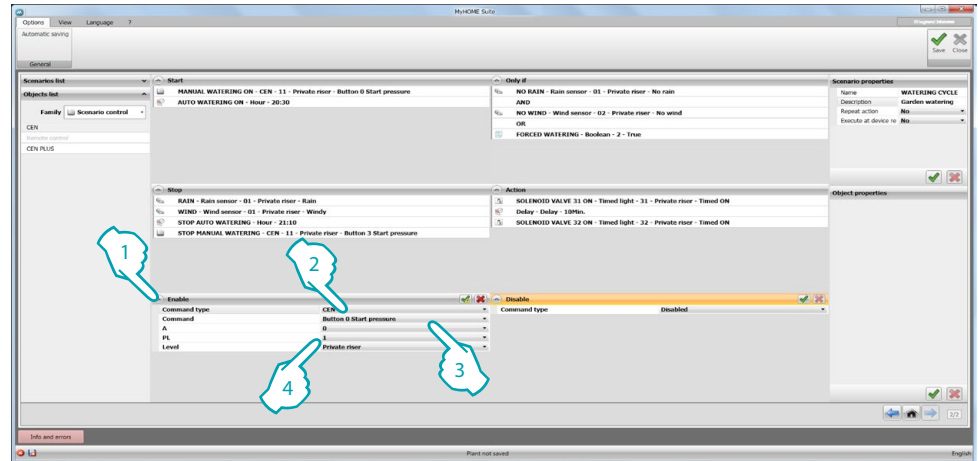 MyHOME Suite
Options View Language ?
Automatic saving
General
Save Close
Scenarios list
Objects list
Family Scenario control
CEN
Remote control
CEN PLUS
Start
MANUAL WATERING ON - CEN - 11 - Private riser - Button 0 Start pressure
AUTO WATERING ON - Hour - 20:30
Only if
NO RAIN - Rain sensor - 01 - Private riser - No rain
AND
NO WIND - Wind sensor - 02 - Private riser - No wind
OR
FORCED WATERING - Boolean - 2 - True
Scenario properties
Name WATERING CYCLE
Description Garden watering
Repeat action No
Execute at device re No
Stop
RAIN - Rain sensor - 01 - Private riser - Rain
WIND - Wind sensor - 01 - Private riser - Windy
STOP AUTO WATERING - Hour - 21:10
STOP MANUAL WATERING - CEN - 11 - Private riser - Button 3 Start pressure
Action
SOLENOID VALVE 31 ON - Timed light - 31 - Private riser - Timed ON
Delay - Delay - 10Min.
SOLENOID VALVE 32 ON - Timed light - 32 - Private riser - Timed ON
Object properties
1
2
Enable
Command type CEN
Command Button 0 Start pressure
A 0
PL 1
Level Private riser
3
4
Disable
Command type Disabled
2/2
Info and errors
Plant not saved
English